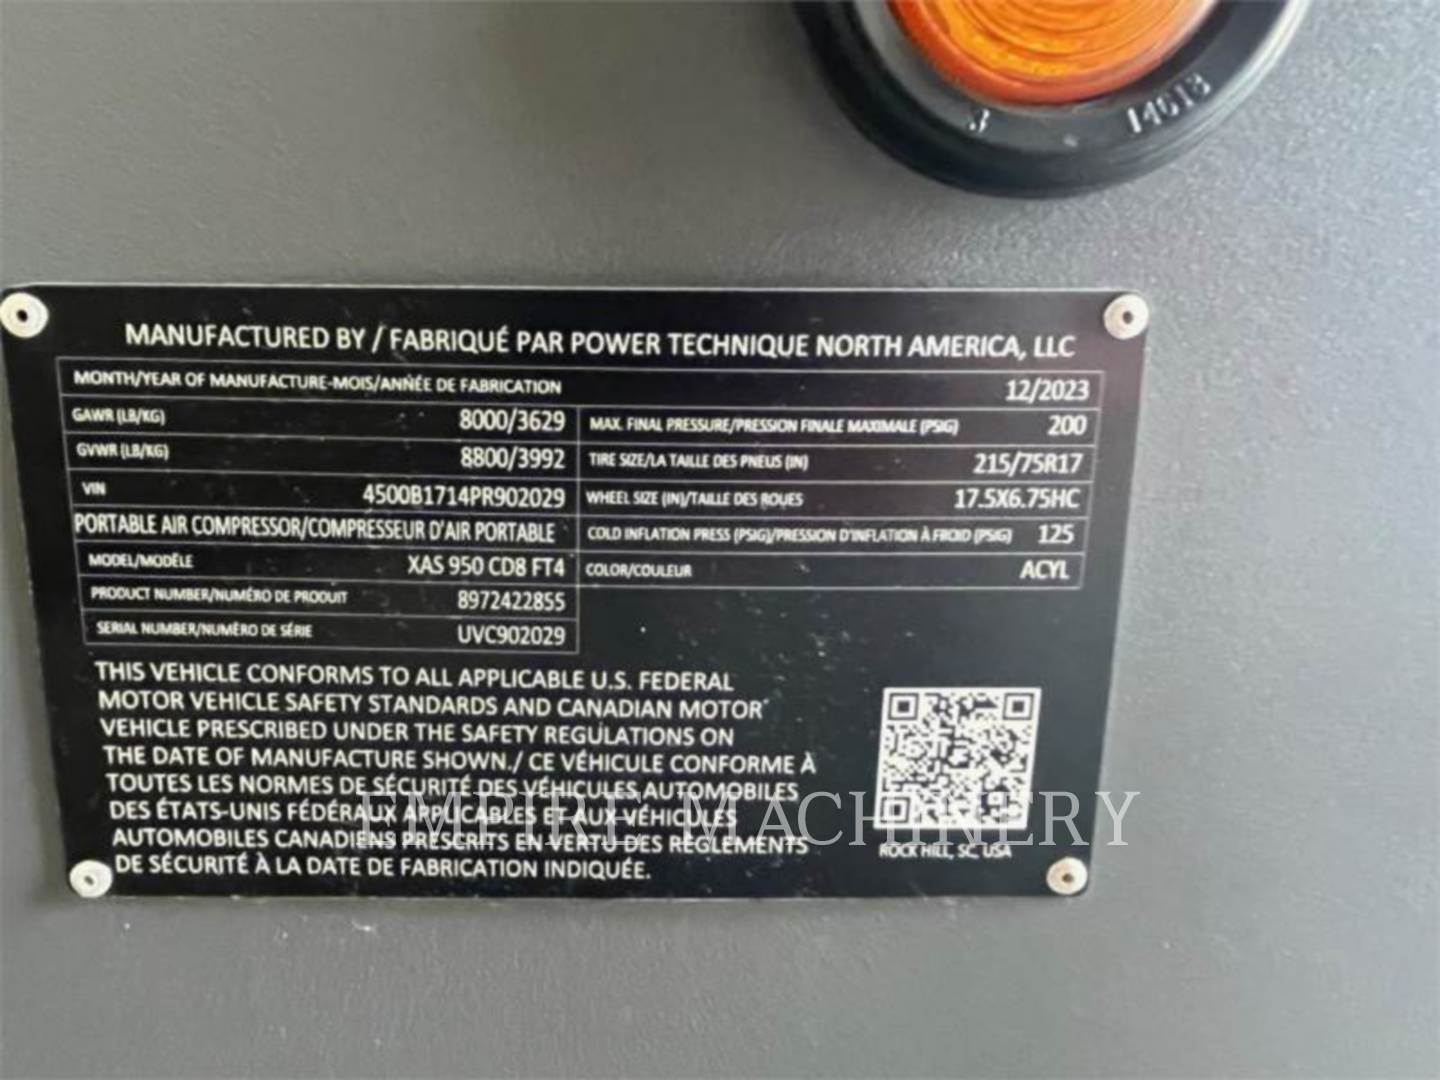 3 14613
MANUFACTURED BY / FABRIQUÉ PAR POWER TECHNIQUE NORTH AMERICA, LLC
MONTH/YEAR OF MANUFACTURE-MOIS/ANNÉE DE FABRICATION 12/2023
GAWR (LB/KG) 8000/3629 MAX. FINAL PRESSURE/PRESSION FINALE MAXIMALE (PSIG) 200
GVWR (LB/KG) 8800/3992 TIRE SIZE/LA TAILLE DES PNEUS (IN) 215/75R17
VIN 4500B1714PR902029 WHEEL SIZE (IN)/TAILLE DES ROUES 17.5X6.75HC
PORTABLE AIR COMPRESSOR/COMPRESSEUR D'AIR PORTABLE COLD INFLATION PRESS (PSIG)/PRESSION D'INFLATION À FROID (PSIG) 125
MODEL/MODÈLE XAS 950 CD8 FT4 COLOR/COULEUR ACYL
PRODUCT NUMBER/NUMÉRO DE PRODUIT 8972422855
SERIAL NUMBER/NUMÉRO DE SÉRIE UVC902029
THIS VEHICLE CONFORMS TO ALL APPLICABLE U.S. FEDERAL
MOTOR VEHICLE SAFETY STANDARDS AND CANADIAN MOTOR
VEHICLE PRESCRIBED UNDER THE SAFETY REGULATIONS ON
THE DATE OF MANUFACTURE SHOWN./ CE VÉHICULE CONFORME À
TOUTES LES NORMES DE SÉCURITÉ DES VÉHICULES AUTOMOBILES
DES ÉTATS-UNIS FÉDÉRAUX APPLICABLES ET AUX VÉHICULES
AUTOMOBILES CANADIENS PRESCRITS EN VERTU DES RÈGLEMENTS
DE SÉCURITÉ À LA DATE DE FABRICATION INDIQUÉE.
ROCK HILL, SC, USA
EMPIRE MACHINERY